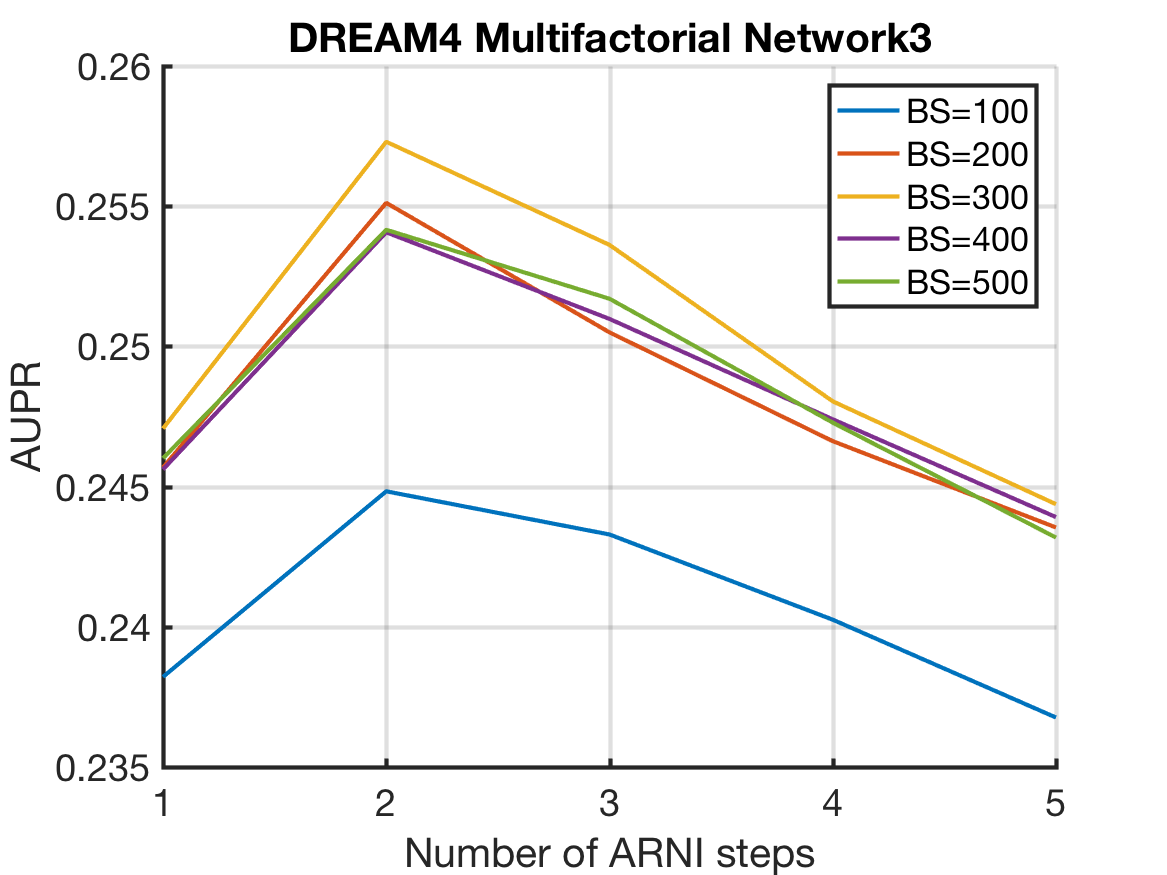 DREAM4 Multifactorial Network3
0.26
0.255
0.25
0.245
0.24
0.235
AUPR
BS=100
BS=200
BS=300
BS=400
BS=500
1 2 3 4 5
Number of ARNI steps